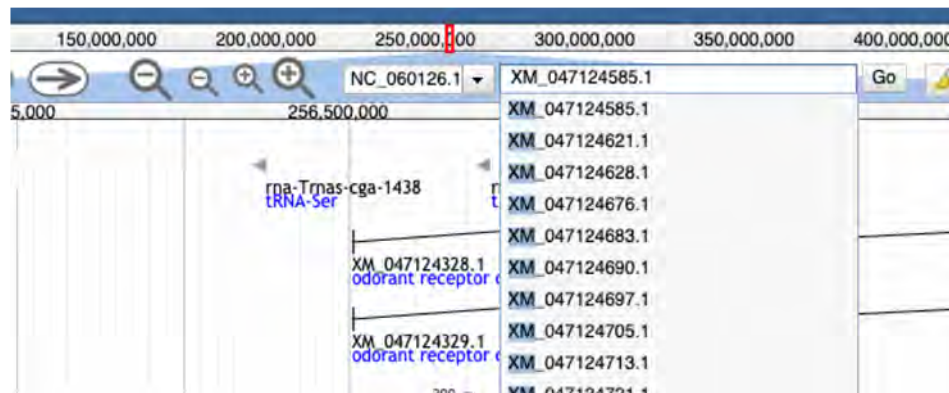 150,000,000 200,000,000 250,000,000 300,000,000 350,000,000 400,000,000
NC_060126.1 XM_047124585.1 Go
5,000 256,500,000
XM_047124585.1
XM_047124621.1
XM_047124628.1
rna-Trnas-cga-1438
tRNA-Ser
XM_047124676.1
XM_047124683.1
XM_047124328.1
odorant receptor
XM_047124690.1
XM_047124697.1
XM_047124705.1
XM_047124329.1
odorant receptor
XM_047124713.1
XM_047124721.1